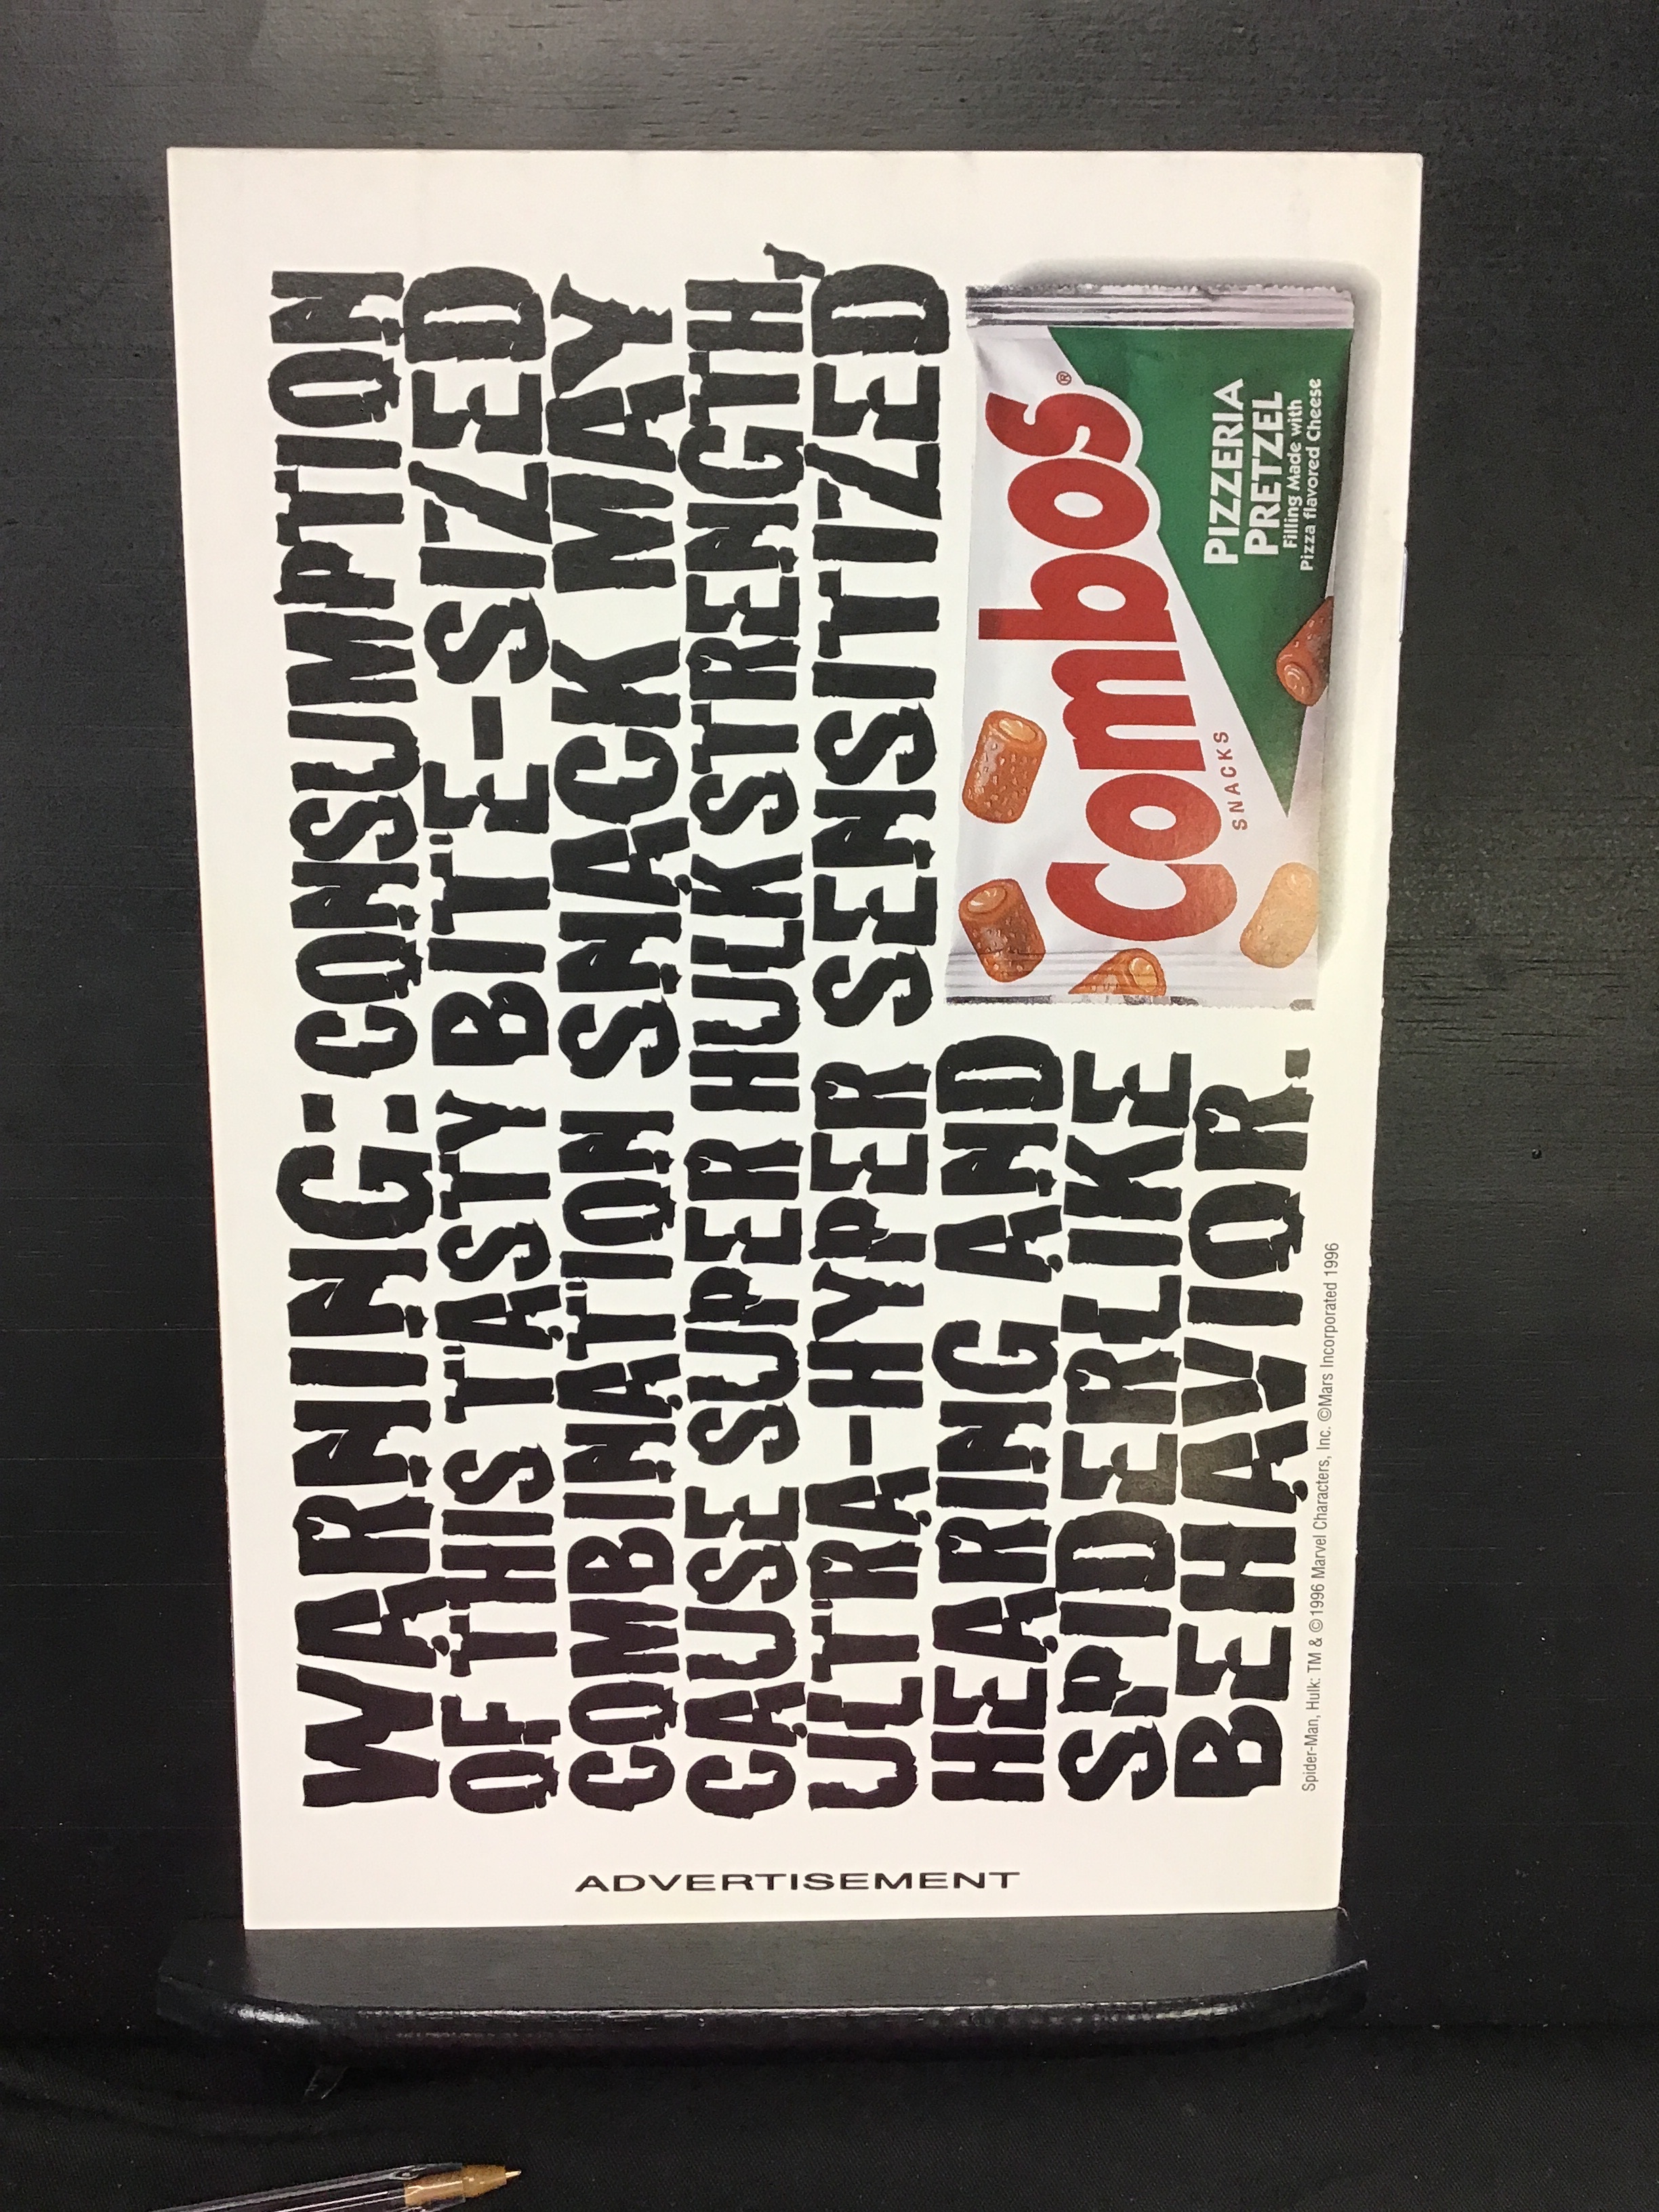 WARNING: CONSUMPTION
OF THIS TASTY BITE-SIZED
COMBINATION SNACK MAY
CAUSE SUPER HULK STRENGTH,
ULTRA-HYPER SENSITIZED
HEARING AND
SPIDERLIKE
BEHAVIOR.
Combos®
SNACKS
PIZZERIA
PRETZEL
Filling Made with
Pizza flavored Cheese
Spider-Man, Hulk: TM & © 1996 Marvel Characters, Inc. ©Mars Incorporated 1996
ADVERTISEMENT